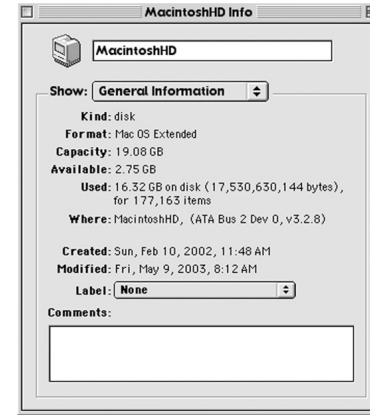 MacintoshHD Info
MacintoshHD
Show: General Information
Kind: disk
Format: Mac OS Extended
Capacity: 19.08 GB
Available: 2.75 GB
Used: 16.32 GB on disk (17,530,630,144 bytes),
for 177,163 items
Where: MacintoshHD, (ATA Bus 2 Dev 0, v3.2.8)
Created: Sun, Feb 10, 2002, 11:48 AM
Modified: Fri, May 9, 2003, 8:12 AM
Label: None
Comments: